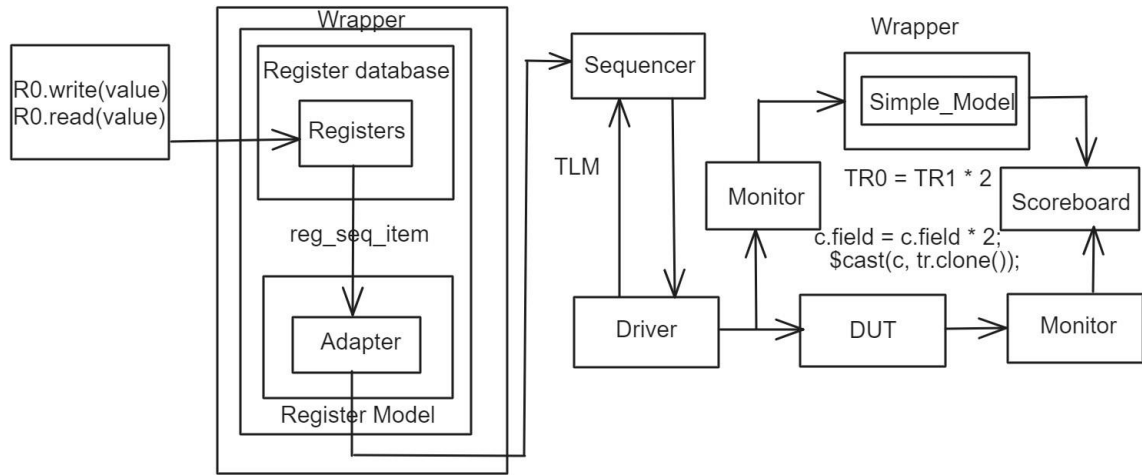 R0.write(value)
R0.read(value)
Wrapper
Register database
Registers
reg_seq_item
Adapter
Register Model
Sequencer
TLM
Driver
Monitor
Wrapper
Simple_Model
TR0 = TR1 * 2
c.field = c.field * 2;
$cast(c, tr.clone());
Scoreboard
DUT
Monitor